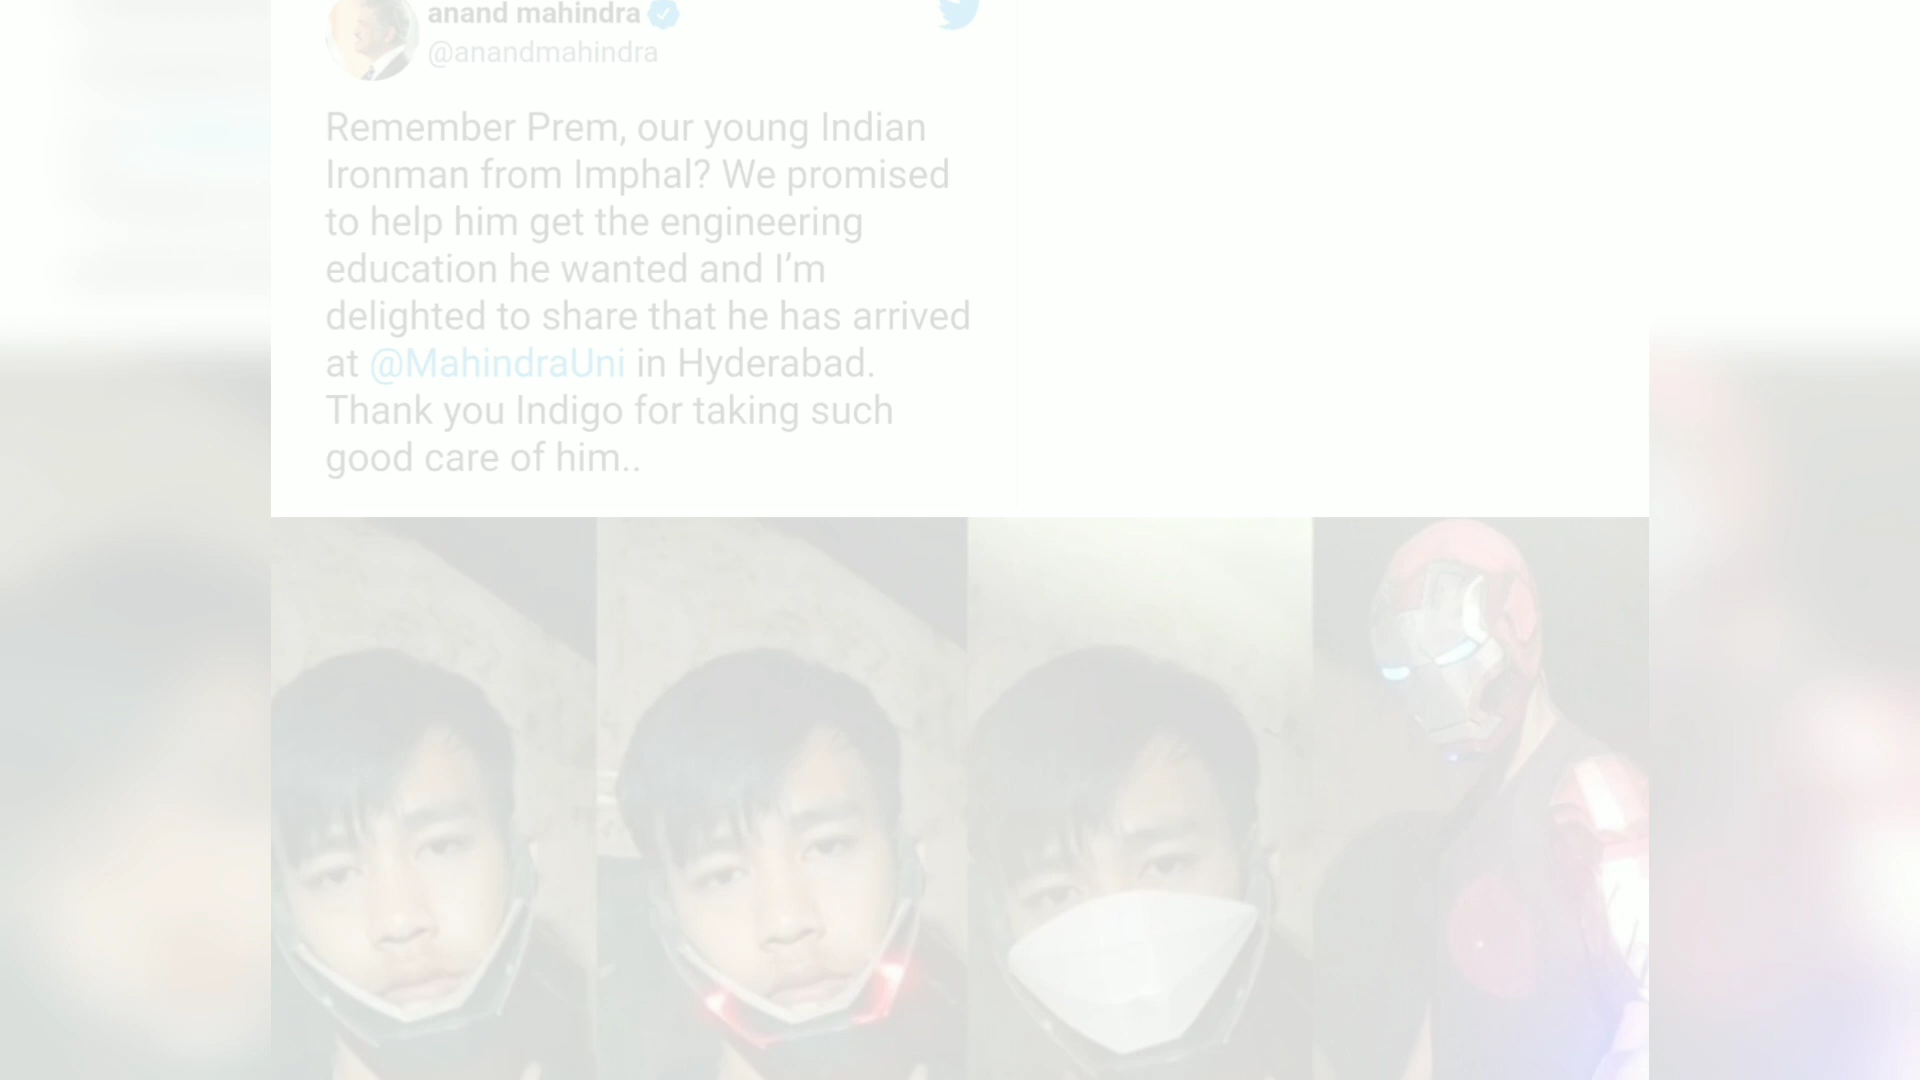 anand mahindra
@anandmahindra
Remember Prem, our young Indian
Ironman from Imphal? We promised
to help him get the engineering
education he wanted and I’m
delighted to share that he has arrived
at @MahindraUni in Hyderabad.
Thank you Indigo for taking such
good care of him..